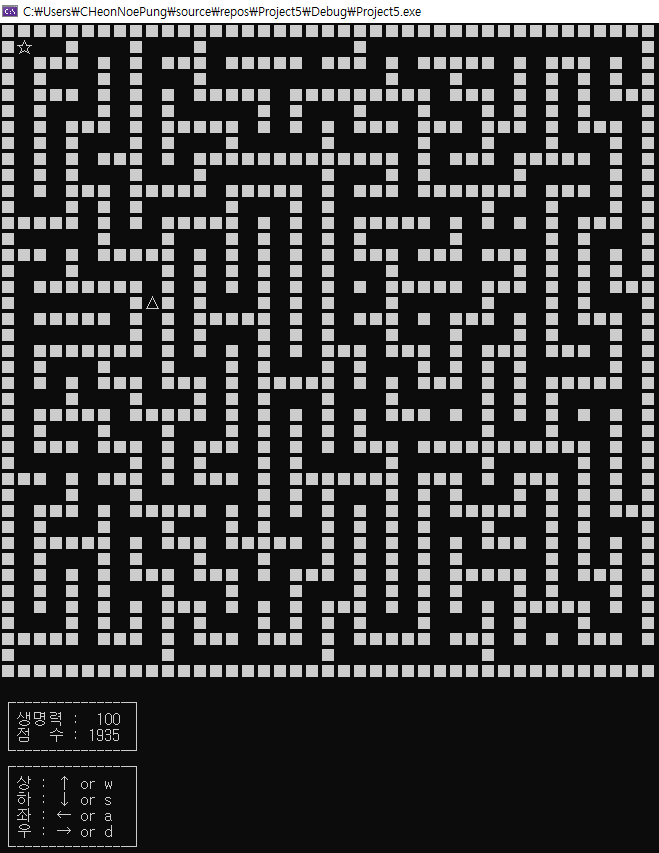 C:\Users\CHeonNoePung\source\repos\Project5\Debug\Project5.exe
생명력 : 100
점 수 : 1935
상 : ↑ or w
하 : ↓ or s
좌 : ← or a
우 : → or d